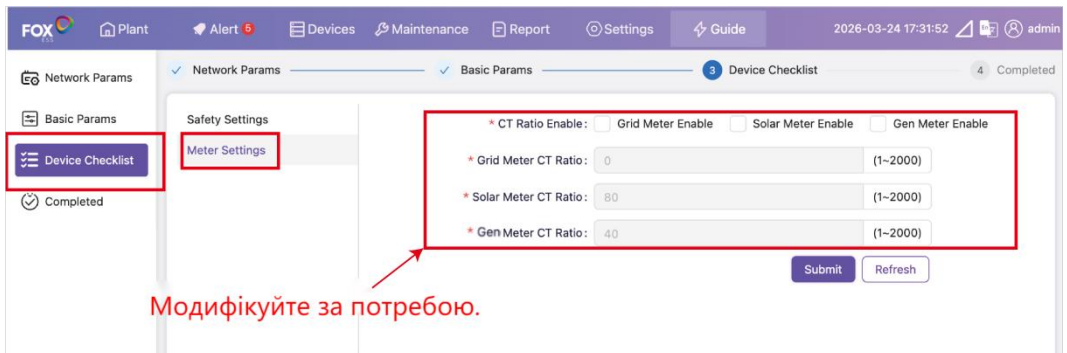 FOX ESS Plant Alert 5 Devices Maintenance Report Settings Guide 2026-03-24 17:31:52 En admin
Network Params
Basic Params
Device Checklist
Completed
Network Params Basic Params 3 Device Checklist 4 Completed
Safety Settings
Meter Settings
* CT Ratio Enable: Grid Meter Enable Solar Meter Enable Gen Meter Enable
* Grid Meter CT Ratio: 0 (1~2000)
* Solar Meter CT Ratio: 80 (1~2000)
* Gen Meter CT Ratio: 40 (1~2000)
Submit Refresh
Модифікуйте за потребою.